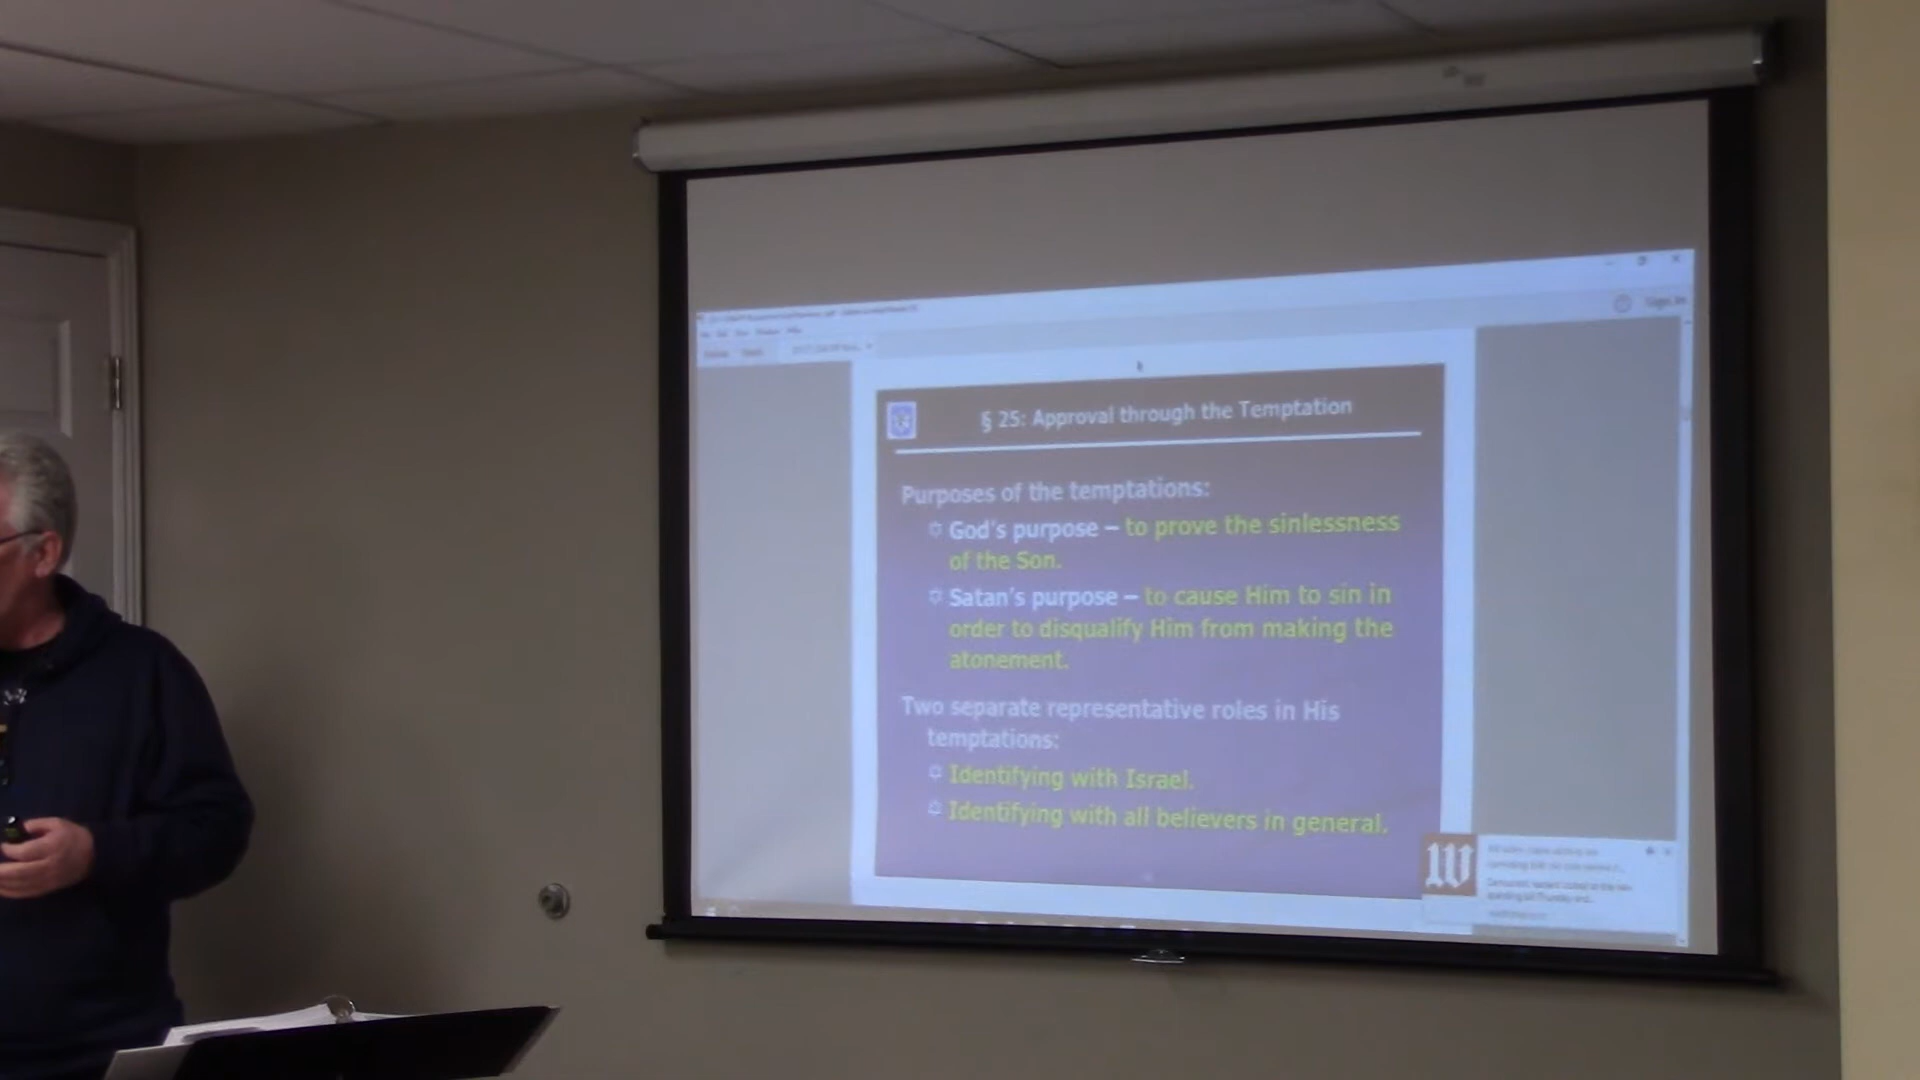 Sign In
§ 25: Approval through the Temptation
Purposes of the temptations:
God's purpose – to prove the sinlessness
of the Son.
Satan's purpose – to cause Him to sin in
order to disqualify Him from making the
atonement.
Two separate representative roles in His
temptations:
Identifying with Israel.
Identifying with all believers in general.
W